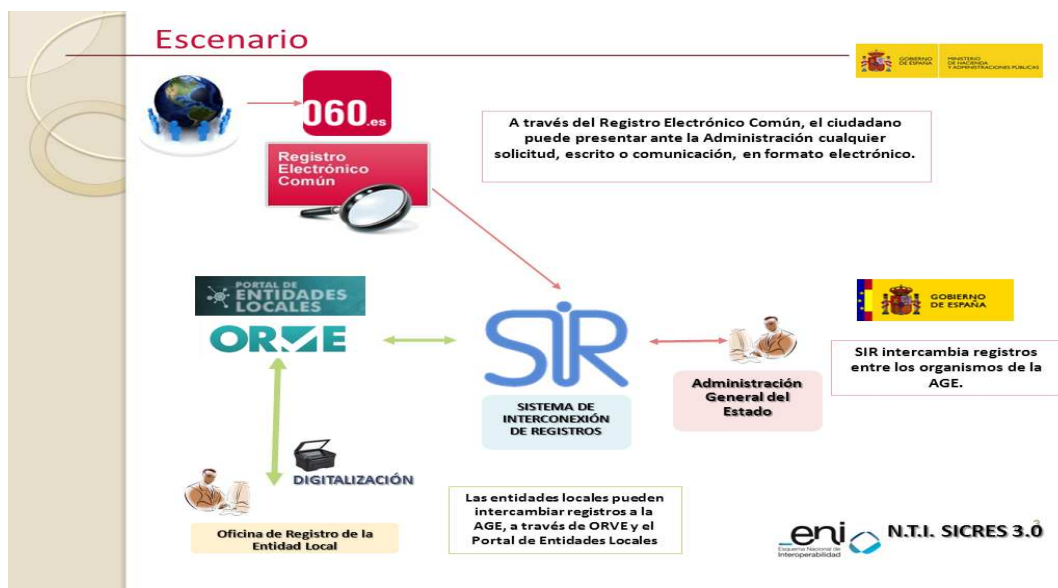 Escenario
GOBIERNO
DE ESPAÑA
MINISTERIO
DE HACIENDA
Y ADMINISTRACIONES PÚBLICAS
060.es
Registro
Electrónico
Común
A través del Registro Electrónico Común, el ciudadano
puede presentar ante la Administración cualquier
solicitud, escrito o comunicación, en formato electrónico.
PORTAL DE
ENTIDADES
LOCALES
ORVE
SIR
SISTEMA DE
INTERCONEXIÓN
DE REGISTROS
Administración
General del
Estado
GOBIERNO
DE ESPAÑA
SIR intercambia registros
entre los organismos de la
AGE.
DIGITALIZACIÓN
Oficina de Registro de la
Entidad Local
Las entidades locales pueden
intercambiar registros a la
AGE, a través de ORVE y el
Portal de Entidades Locales
eni
Esquema Nacional de
Interoperabilidad
N.T.I. SICRES 3.0